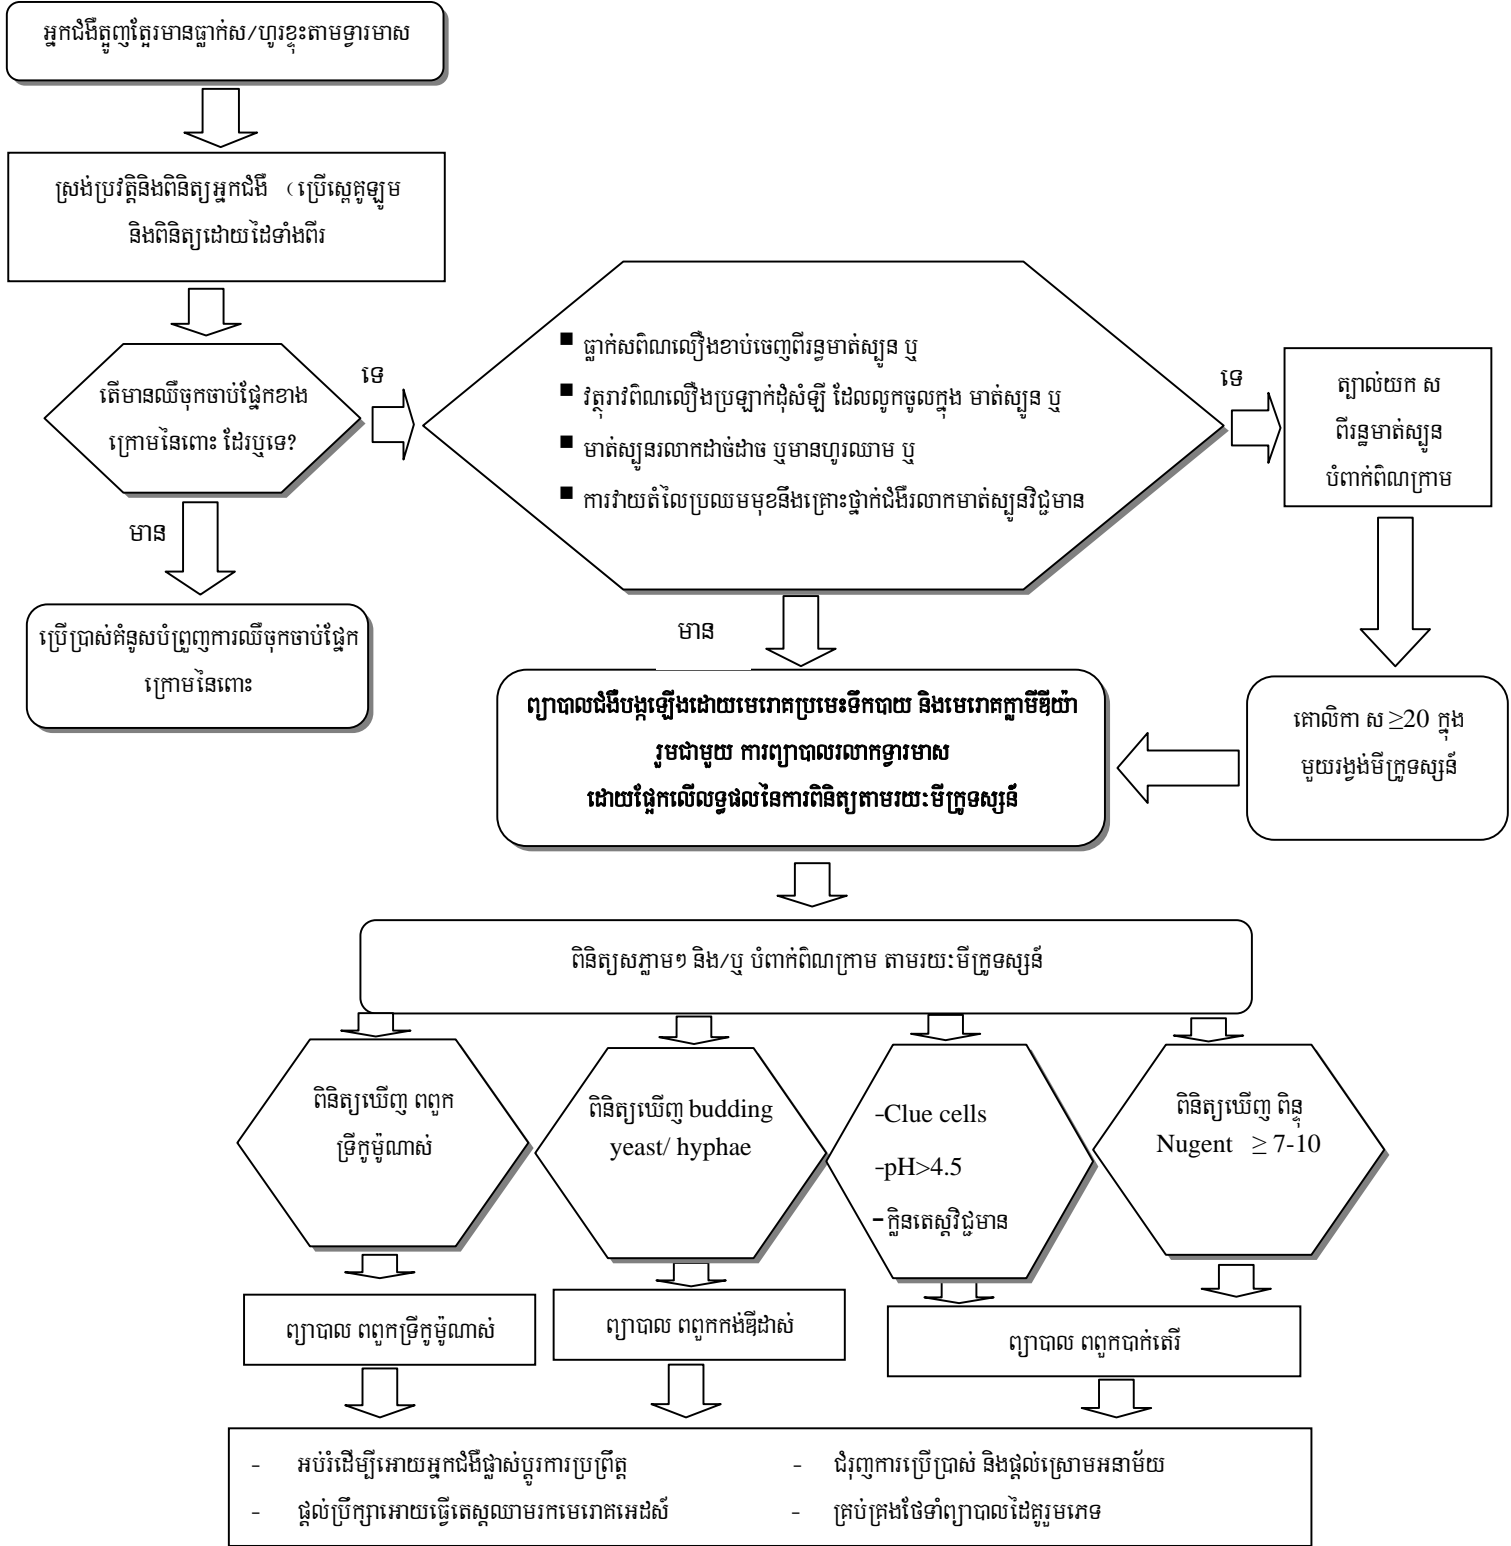 អ្នកជំងឺត្អូញត្អែរមានធ្លាក់ស/ហូរខ្ទុះតាមទ្វារមាស
ស្រង់ប្រវត្តិនិងពិនិត្យអ្នកជំងឺ (ប្រើស្ពេគូឡូម
និងពិនិត្យដោយដៃទាំងពីរ
តើមានឈឺចុកចាប់ផ្នែកខាង
ក្រោមនៃពោះ ដែរឬទេ?
ទេ
មាន
ប្រើប្រាស់គំនូសបំព្រួញការឈឺចុកចាប់ផ្នែក
ក្រោមនៃពោះ
■ ធ្លាក់សពិណលឿងខាប់ចេញពីរន្ធមាត់ស្បូន ឬ
■ វត្ថុរាវពិណលឿងប្រឡាក់ដុំសំឡី ដែលលូកចូលក្នុង មាត់ស្បូន ឬ
■ មាត់ស្បូនរលាកដាច់ដាច ឬមានហូរឈាម ឬ
■ ការវាយតំលៃប្រឈមមុខនឹងគ្រោះថ្នាក់ជំងឺរលាកមាត់ស្បូនវិជ្ជមាន
ទេ
មាន
ត្បាល់យក ស
ពីរន្ធមាត់ស្បូន
បំពាក់ពិណក្រាម
គោលិកា ស ≥20 ក្នុង
មួយរង្វង់មីក្រូទស្សន៍
ព្យាបាលជំងឺបង្កឡើងដោយមេរោគប្រមេះទឹកបាយ និងមេរោគក្លាមីឌីយ៉ា
រួមជាមួយ ការព្យាបាលរលាកទ្វារមាស
ដោយផ្អែកលើលទ្ធផលនៃការពិនិត្យតាមរយៈមីក្រូទស្សន៍
ពិនិត្យសភ្លាមៗ និង/ឬ បំពាក់ពិណក្រាម តាមរយៈមីក្រូទស្សន៍
ពិនិត្យឃើញ ពពួក
ទ្រីកូម៉ូណាស់
ពិនិត្យឃើញ budding
yeast/ hyphae
-Clue cells
-pH>4.5
-ក្លិនតេស្តវិជ្ជមាន
ពិនិត្យឃើញ ពិន្ទុ
Nugent ≥ 7-10
ព្យាបាល ពពួកទ្រីកូម៉ូណាស់
ព្យាបាល ពពួកកង់ឌីដាស់
ព្យាបាល ពពួកបាក់តេរី
- អប់រំដើម្បីអោយអ្នកជំងឺផ្លាស់ប្តូរការប្រព្រឹត្ត
- ផ្តល់ប្រឹក្សាអោយធ្វើតេស្តឈាមរកមេរោគអេដស៍
- ជំរុញការប្រើប្រាស់ និងផ្តល់ស្រោមអនាម័យ
- គ្រប់គ្រងថែទាំព្យាបាលដៃគូរួមភេទ